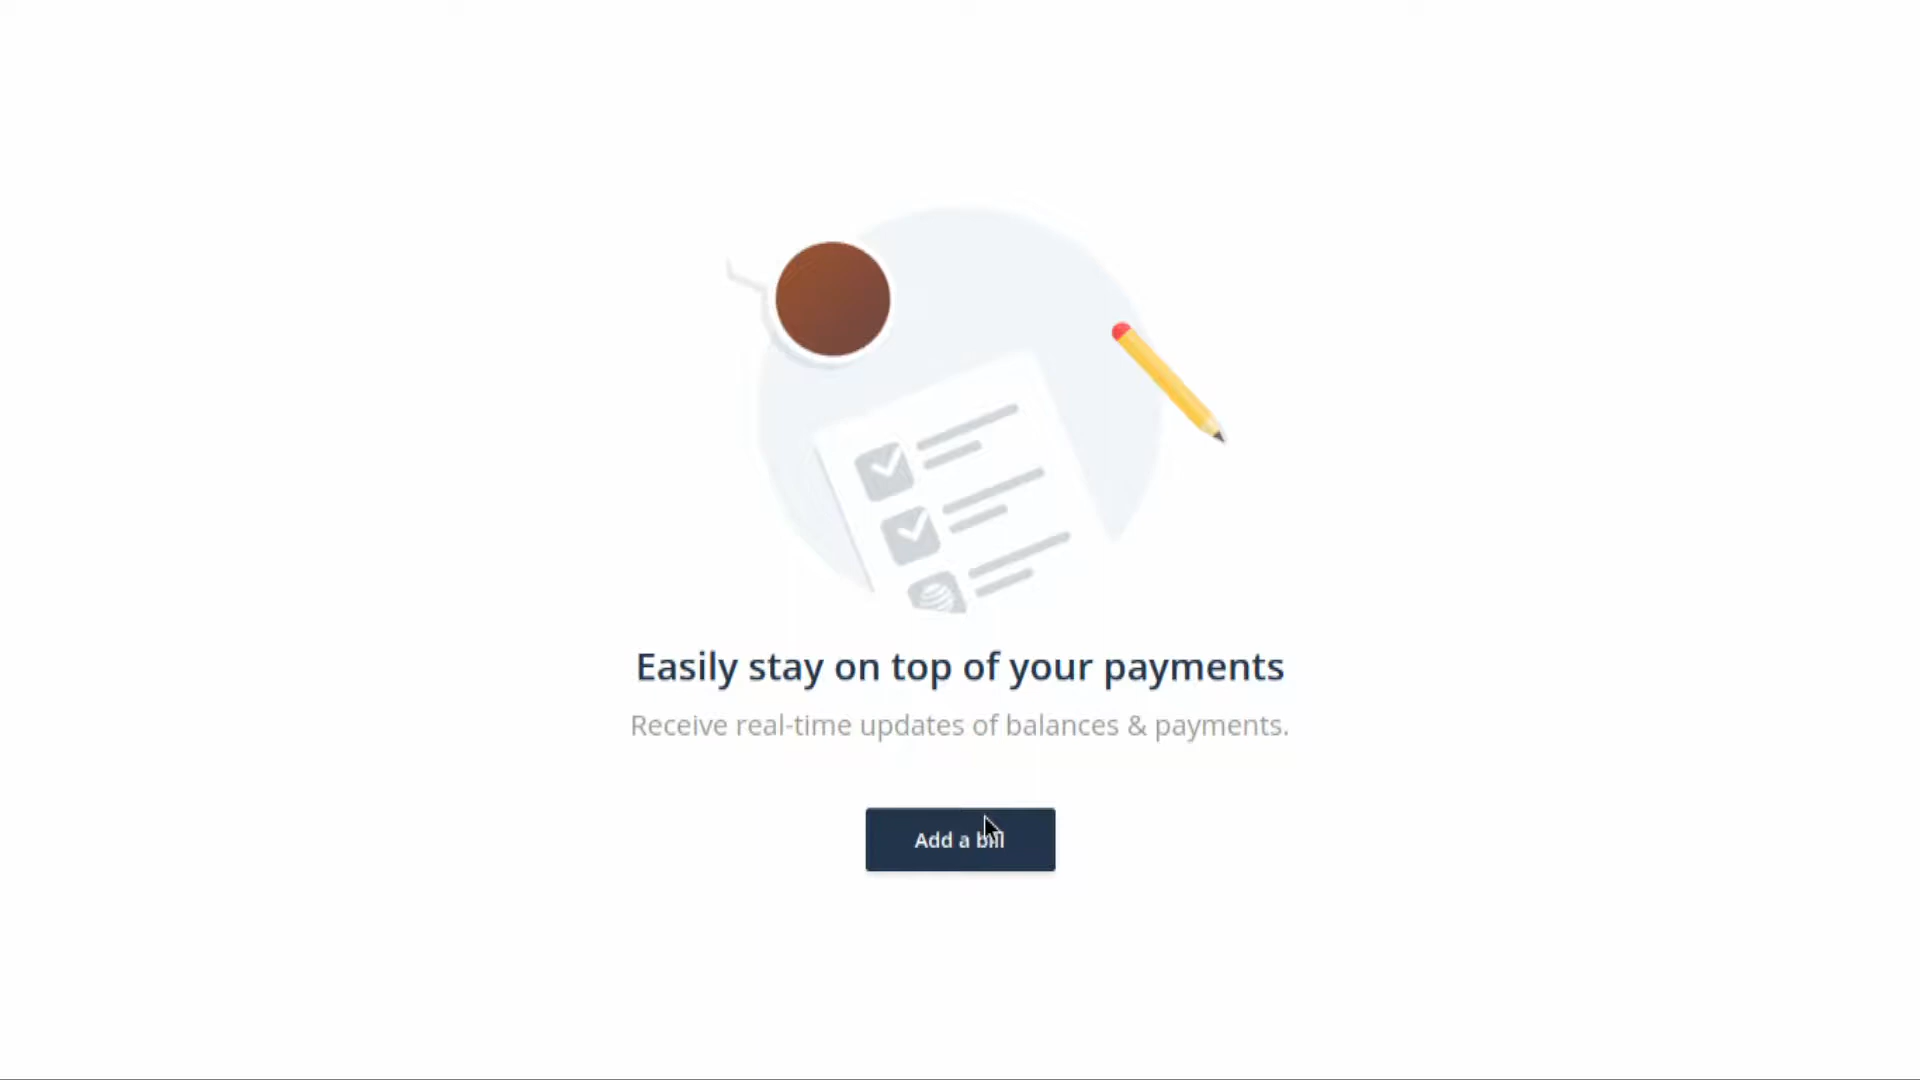 Easily stay on top of your payments
Receive real-time updates of balances & payments.
Add a bill